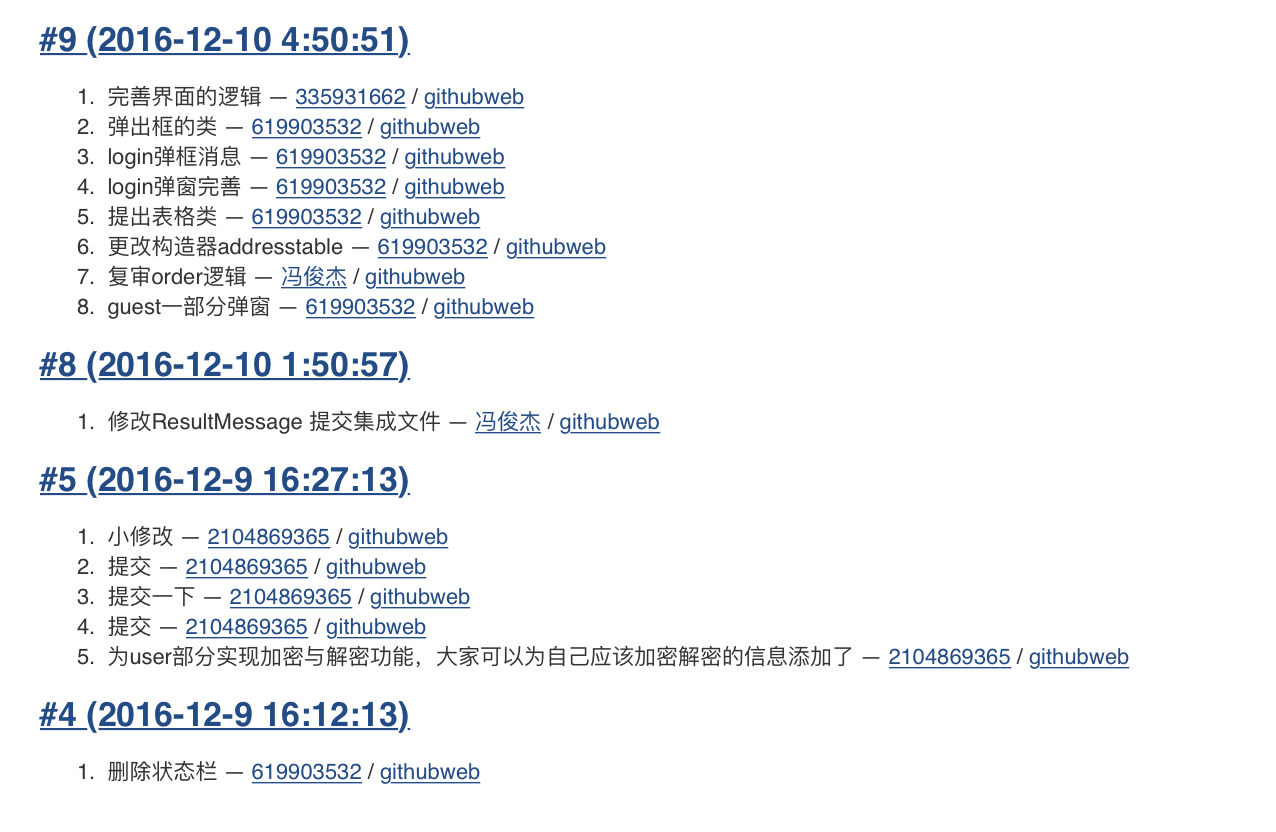 #9 (2016-12-10 4:50:51)
1. 完善界面的逻辑 — 335931662 / githubweb
2. 弹出框的类 — 619903532 / githubweb
3. login弹框消息 — 619903532 / githubweb
4. login弹窗完善 — 619903532 / githubweb
5. 提出表格类 — 619903532 / githubweb
6. 更改构造器addresstable — 619903532 / githubweb
7. 复审order逻辑 — 冯俊杰 / githubweb
8. guest一部分弹窗 — 619903532 / githubweb
#8 (2016-12-10 1:50:57)
1. 修改ResultMessage 提交集成文件 — 冯俊杰 / githubweb
#5 (2016-12-9 16:27:13)
1. 小修改 — 2104869365 / githubweb
2. 提交 — 2104869365 / githubweb
3. 提交一下 — 2104869365 / githubweb
4. 提交 — 2104869365 / githubweb
5. 为user部分实现加密与解密功能，大家可以为自己应该加密解密的信息添加了 — 2104869365 / githubweb
#4 (2016-12-9 16:12:13)
1. 删除状态栏 — 619903532 / githubweb